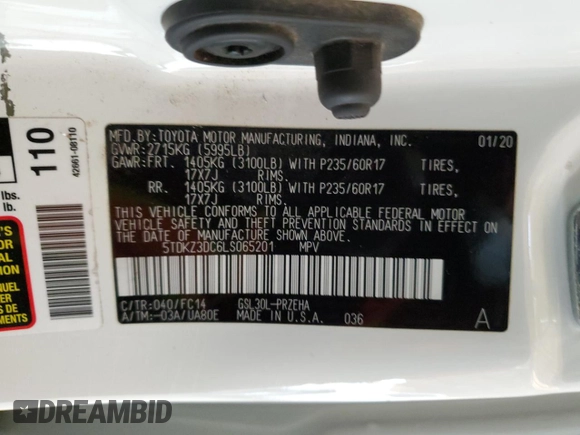 MFD.BY:TOYOTA MOTOR MANUFACTURING, INDIANA, INC. 01/20
GVWR:2715KG (5995LB)
GAWR:FRT. 1405KG (3100LB) WITH P235/60R17 TIRES,
17X7J RIMS.
RR. 1405KG (3100LB) WITH P235/60R17 TIRES,
17X7J RIMS.
THIS VEHICLE CONFORMS TO ALL APPLICABLE FEDERAL MOTOR
VEHICLE SAFETY AND THEFT PREVENTION STANDARDS IN EFFECT ON
THE DATE OF MANUFACTURE SHOWN ABOVE.
5TDKZ3DC6LS065201 MPV
C/TR:040/FC14 GSL30L-PRZEHA
A/TM:-03A/UA80E MADE IN U.S.A. 036 A
110
42661-08110
lbs.
lb.
MENTS
DREAMBID